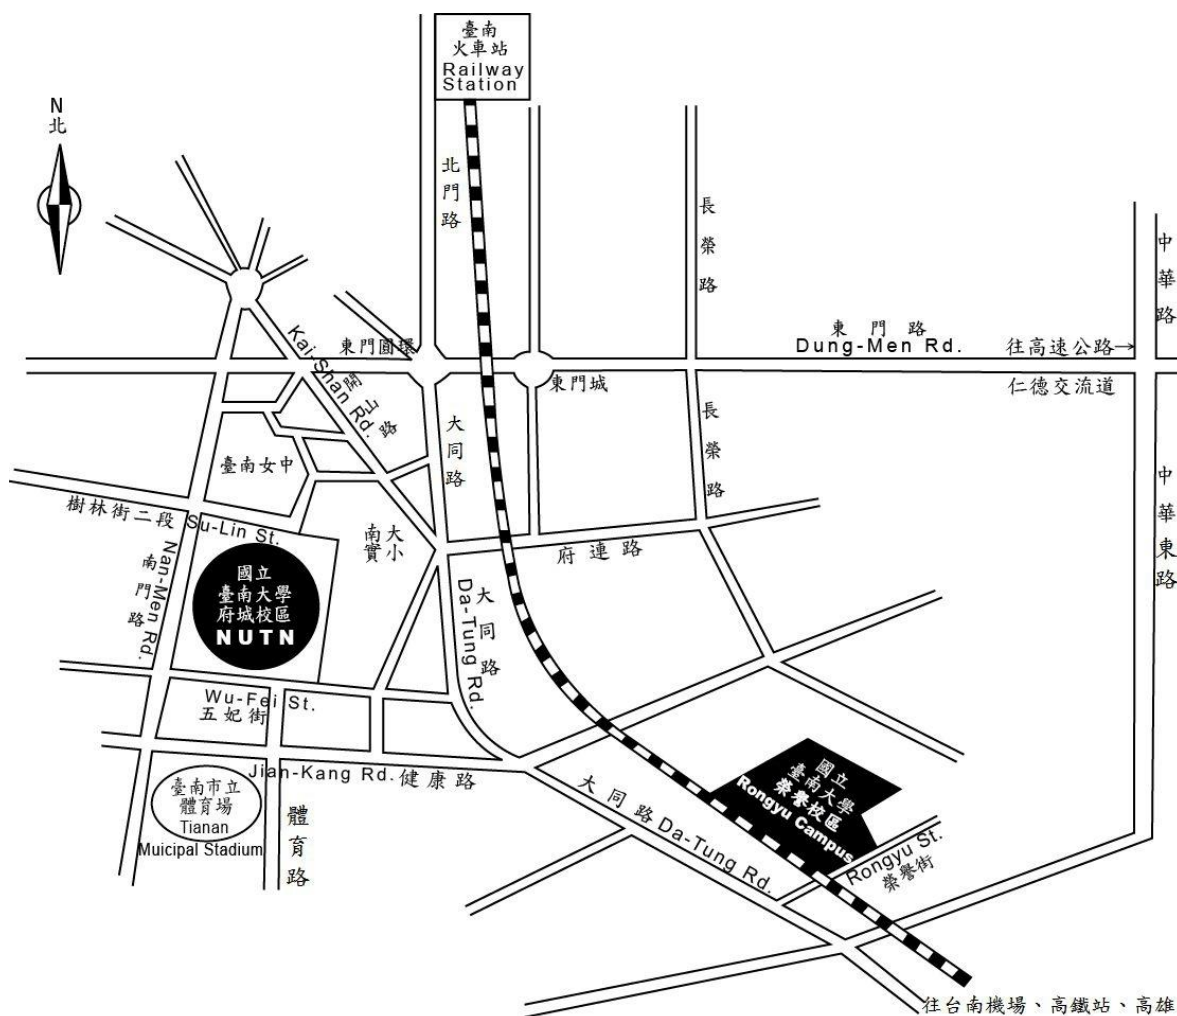 臺南
火車站
Railway
Station
N
北
北門路
長榮路
中華路
東門路
Dung-Men Rd.
往高速公路→
仁德交流道
東門圓環
東門城
Kai-Shan Rd.
開山路
大同路
長榮路
中華東路
臺南女中
樹林街二段 Su-Lin St.
南大
實小
府連路
南門路
Nan-Men Rd.
國立
臺南大學
府城校區
NUTN
大同路
Da-Tung Rd.
Wu-Fei St.
五妃街
Jian-Kang Rd. 健康路
臺南市立
體育場
Tianan
Muicipal Stadium
體育路
大同路 Da-Tung Rd.
國立
臺南大學
榮譽校區
Rongyu Campus
Rongyu St.
榮譽街
往台南機場、高鐵站、高雄